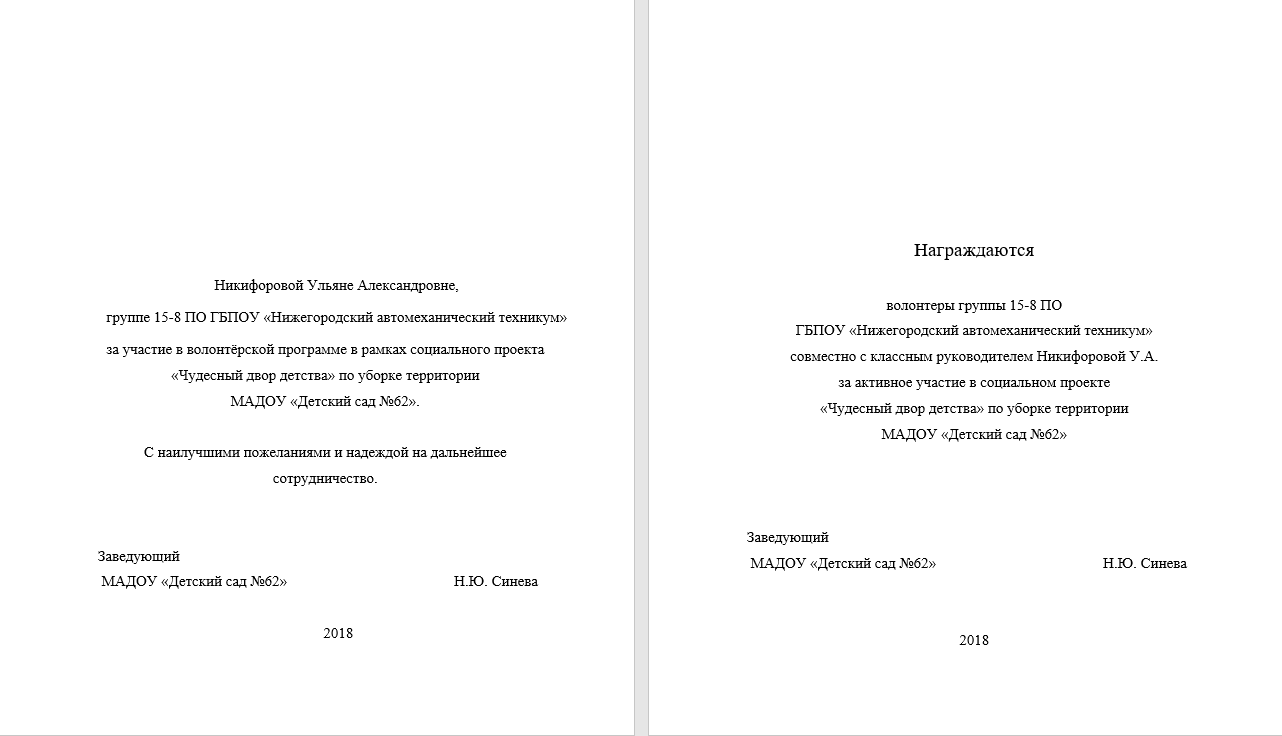 Никифоровой Ульяне Александровне,
группе 15-8 ПО ГБПОУ «Нижегородский автомеханический техникум»
за участие в волонтёрской программе в рамках социального проекта
«Чудесный двор детства» по уборке территории
МАДОУ «Детский сад №62».
С наилучшими пожеланиями и надеждой на дальнейшее
сотрудничество.
Заведующий
МАДОУ «Детский сад №62» Н.Ю. Синева
2018
Награждаются
волонтеры группы 15-8 ПО
ГБПОУ «Нижегородский автомеханический техникум»
совместно с классным руководителем Никифоровой У.А.
за активное участие в социальном проекте
«Чудесный двор детства» по уборке территории
МАДОУ «Детский сад №62»
Заведующий
МАДОУ «Детский сад №62» Н.Ю. Синева
2018